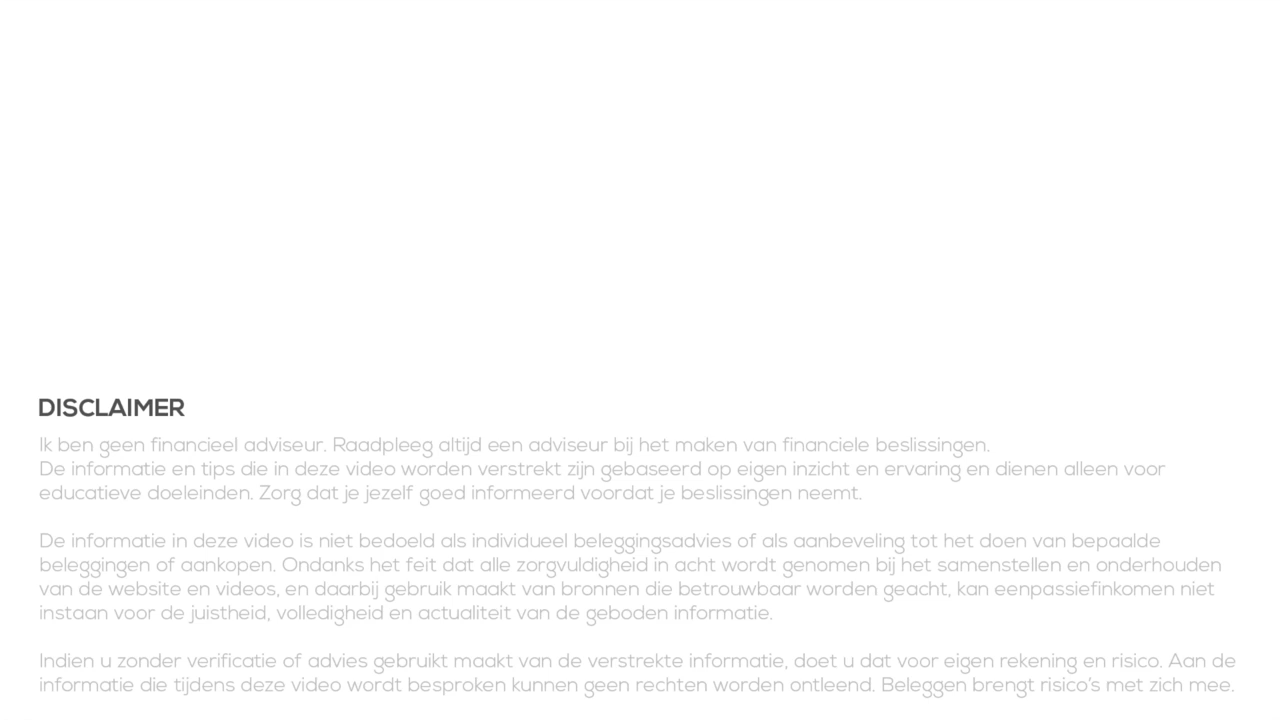 DISCLAIMER
Ik ben geen financieel adviseur. Raadpleeg altijd een adviseur bij het maken van financiele beslissingen.
De informatie en tips die in deze video worden verstrekt zijn gebaseerd op eigen inzicht en ervaring en dienen alleen voor
educatieve doeleinden. Zorg dat je jezelf goed informeerd voordat je beslissingen neemt.
De informatie in deze video is niet bedoeld als individueel beleggingsadvies of als aanbeveling tot het doen van bepaalde
beleggingen of aankopen. Ondanks het feit dat alle zorgvuldigheid in acht wordt genomen bij het samenstellen en onderhouden
van de website en videos, en daarbij gebruik maakt van bronnen die betrouwbaar worden geacht, kan eenpassiefinkomen niet
instaan voor de juistheid, volledigheid en actualiteit van de geboden informatie.
Indien u zonder verificatie of advies gebruikt maakt van de verstrekte informatie, doet u dat voor eigen rekening en risico. Aan de
informatie die tijdens deze video wordt besproken kunnen geen rechten worden ontleend. Beleggen brengt risico's met zich mee.